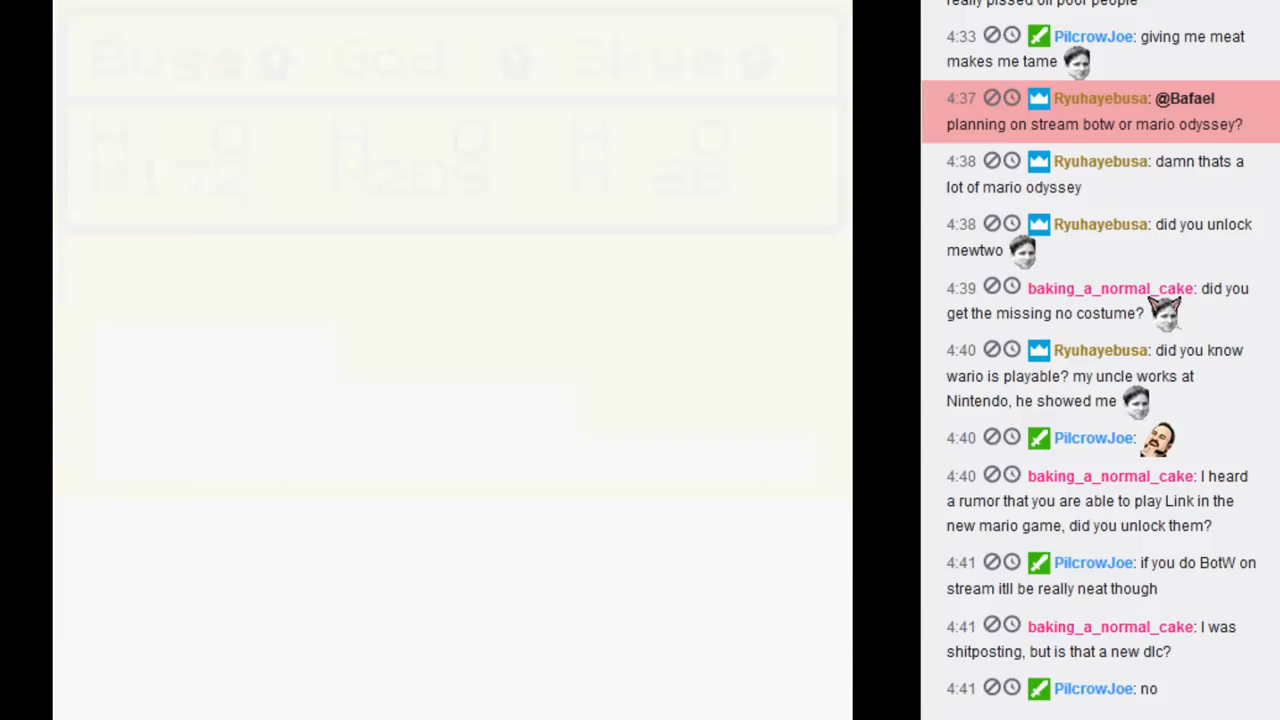 really pissed off poor people
4:33 PilcrowJoe: giving me meat
makes me tame
4:37 Ryuhayebusa: @Bafael
planning on stream botw or mario odyssey?
4:38 Ryuhayebusa: damn thats a
lot of mario odyssey
4:38 Ryuhayebusa: did you unlock
mewtwo
4:39 baking_a_normal_cake: did you
get the missing no costume?
4:40 Ryuhayebusa: did you know
wario is playable? my uncle works at
Nintendo, he showed me
4:40 PilcrowJoe:
4:40 baking_a_normal_cake: I heard
a rumor that you are able to play Link in the
new mario game, did you unlock them?
4:41 PilcrowJoe: if you do BotW on
stream itll be really neat though
4:41 baking_a_normal_cake: I was
shitposting, but is that a new dlc?
4:41 PilcrowJoe: no